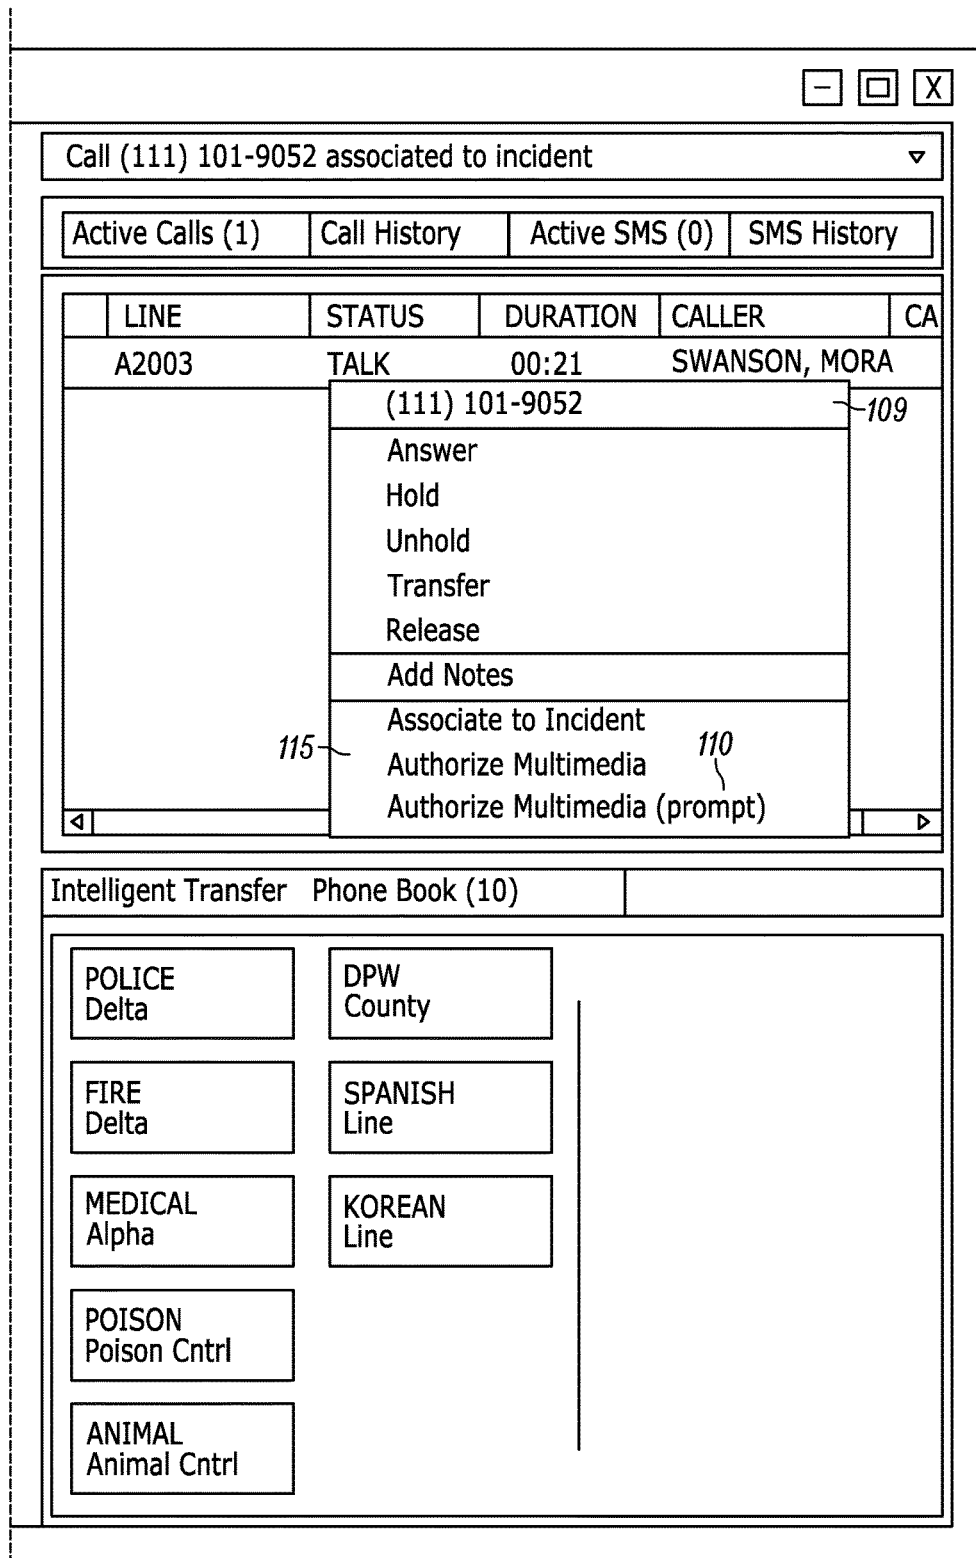 X
Call (111) 101-9052 associated to incident
Active Calls (1) Call History Active SMS (0) SMS History
LINE STATUS DURATION CALLER CA
A2003 TALK 00:21 SWANSON, MORA
(111) 101-9052 109
Answer
Hold
Unhold
Transfer
Release
Add Notes
Associate to Incident
115 110
Authorize Multimedia
Authorize Multimedia (prompt)
Intelligent Transfer Phone Book (10)
POLICE
Delta
DPW
County
FIRE
Delta
SPANISH
Line
MEDICAL
Alpha
KOREAN
Line
POISON
Poison Cntrl
ANIMAL
Animal Cntrl